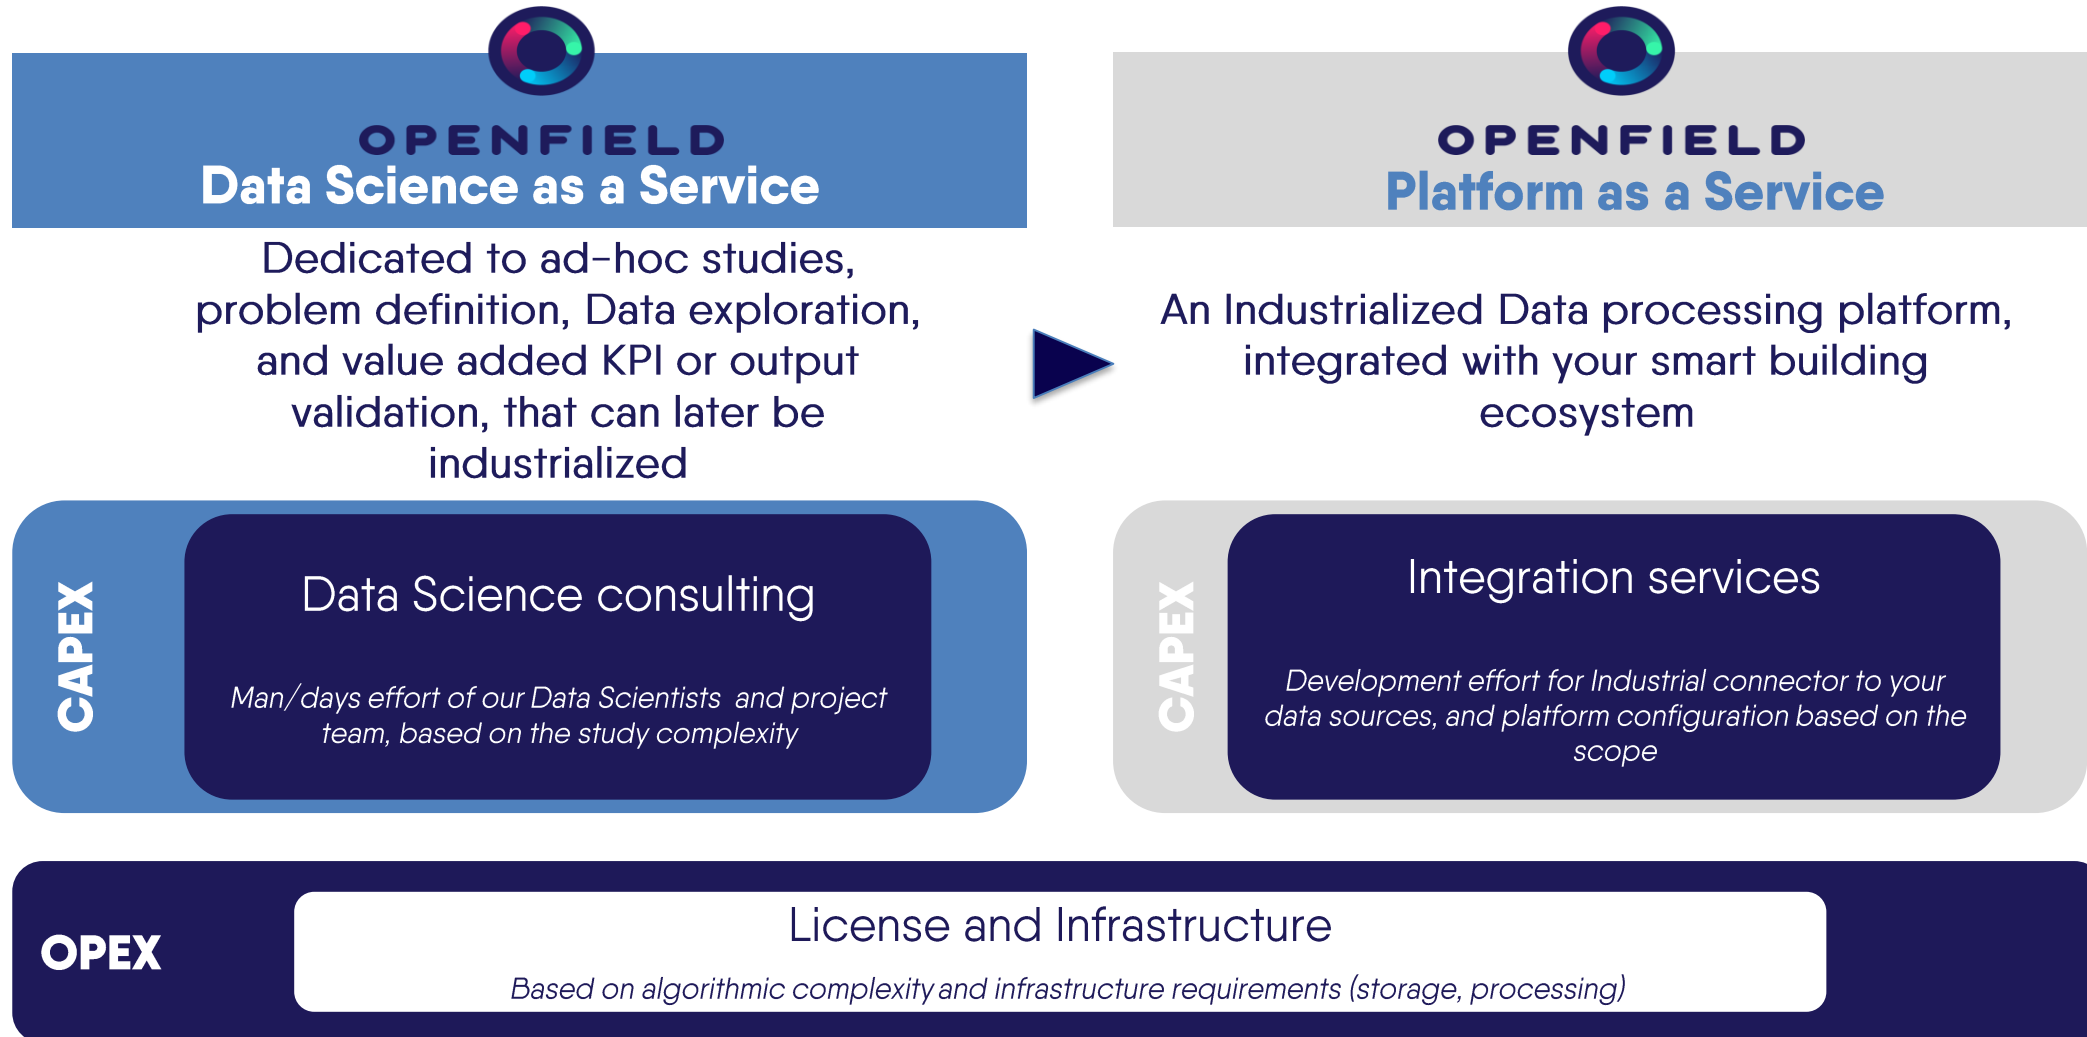 OPENFIELD
Data Science as a Service
Dedicated to ad-hoc studies,
problem definition, Data exploration,
and value added KPI or output
validation, that can later be
industrialized
CAPEX
Data Science consulting
Man/days effort of our Data Scientists and project
team, based on the study complexity
OPENFIELD
Platform as a Service
An Industrialized Data processing platform,
integrated with your smart building
ecosystem
CAPEX
Integration services
Development effort for Industrial connector to your
data sources, and platform configuration based on the
scope
OPEX
License and Infrastructure
Based on algorithmic complexity and infrastructure requirements (storage, processing)